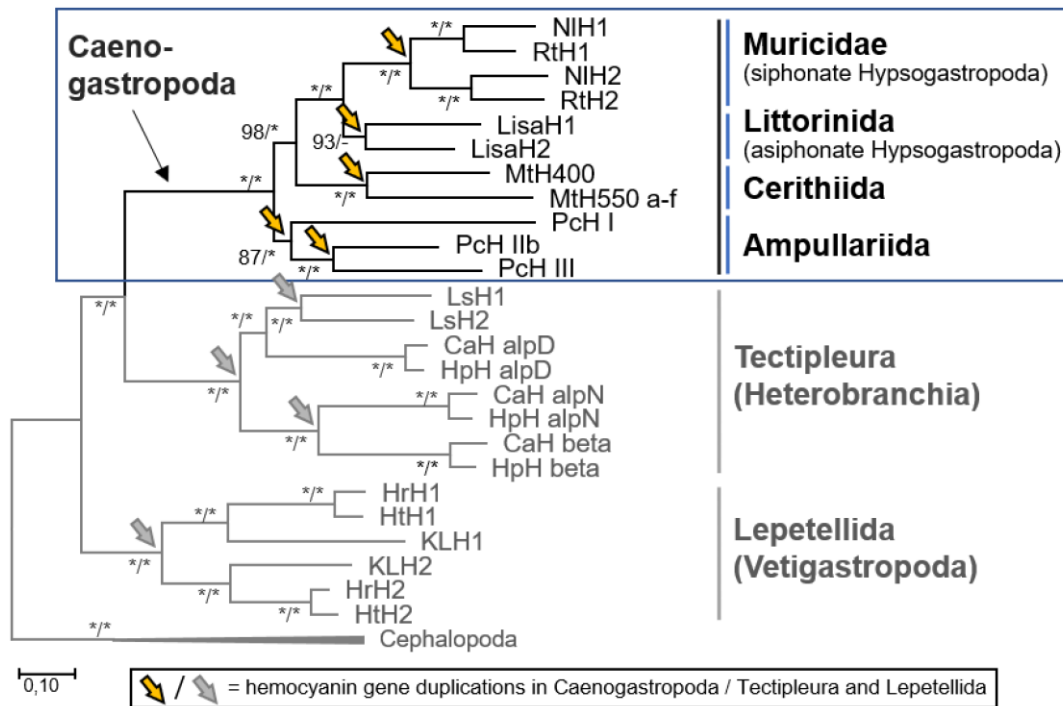 Caeno-
gastropoda
*/*
98/*
*/*
*/*
*/*
*/*
93/-
*/*
87/*
*/*
NlH1
RtH1
NlH2
RtH2
LisaH1
LisaH2
MtH400
MtH550 a-f
PcH I
PcH IIb
PcH III
Muricidae
(siphonate Hypsogastropoda)
Littorinida
(asiphonate Hypsogastropoda)
Cerithiida
Ampullariida
*/*
*/*
*/*
*/*
*/*
*/*
*/*
*/*
LsH1
LsH2
CaH alpD
HpH alpD
CaH alpN
HpH alpN
CaH beta
HpH beta
Tectipleura
(Heterobranchia)
*/*
*/*
*/*
*/*
*/*
HrH1
HtH1
KLH1
KLH2
HrH2
HtH2
Lepetellida
(Vetigastropoda)
*/*
Cephalopoda
0,10
/ = hemocyanin gene duplications in Caenogastropoda / Tectipleura and Lepetellida